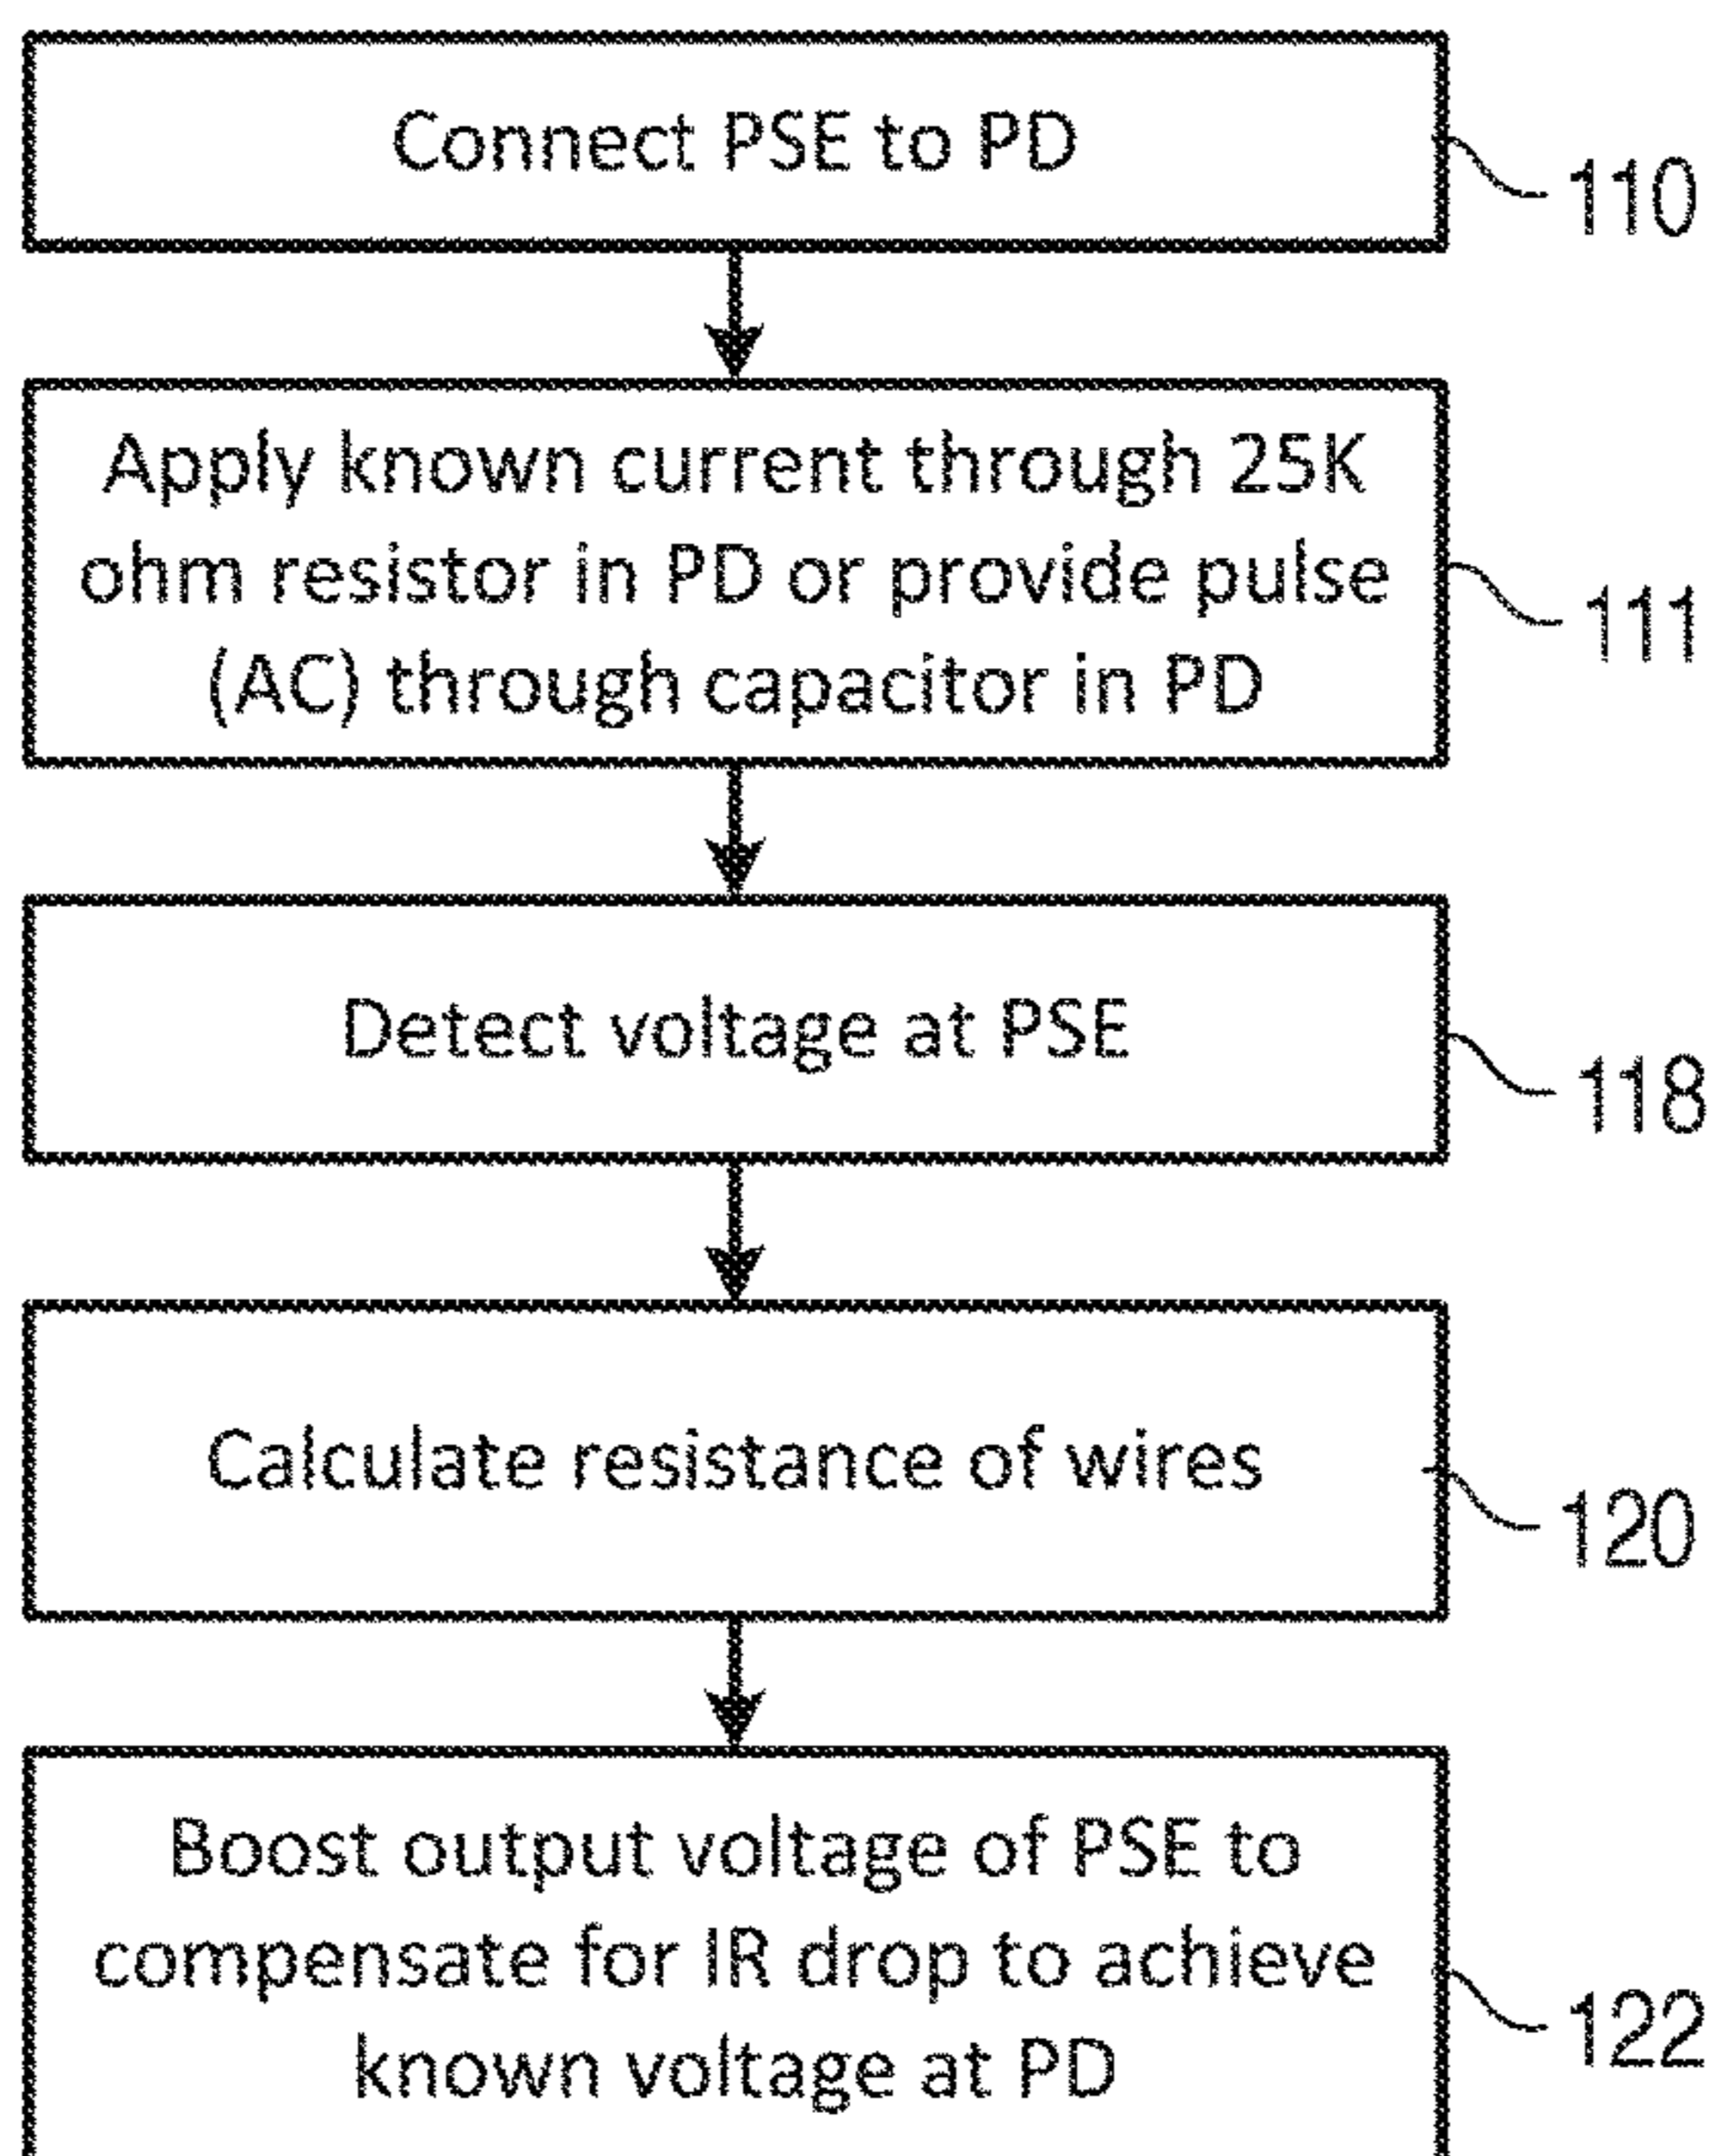 Connect PSE to PD
110
Apply known current through 25K
ohm resistor in PD or provide pulse
(AC) through capacitor in PD
111
Detect voltage at PSE
118
Calculate resistance of wires
120
Boost output voltage of PSE to
compensate for IR drop to achieve
known voltage at PD
122